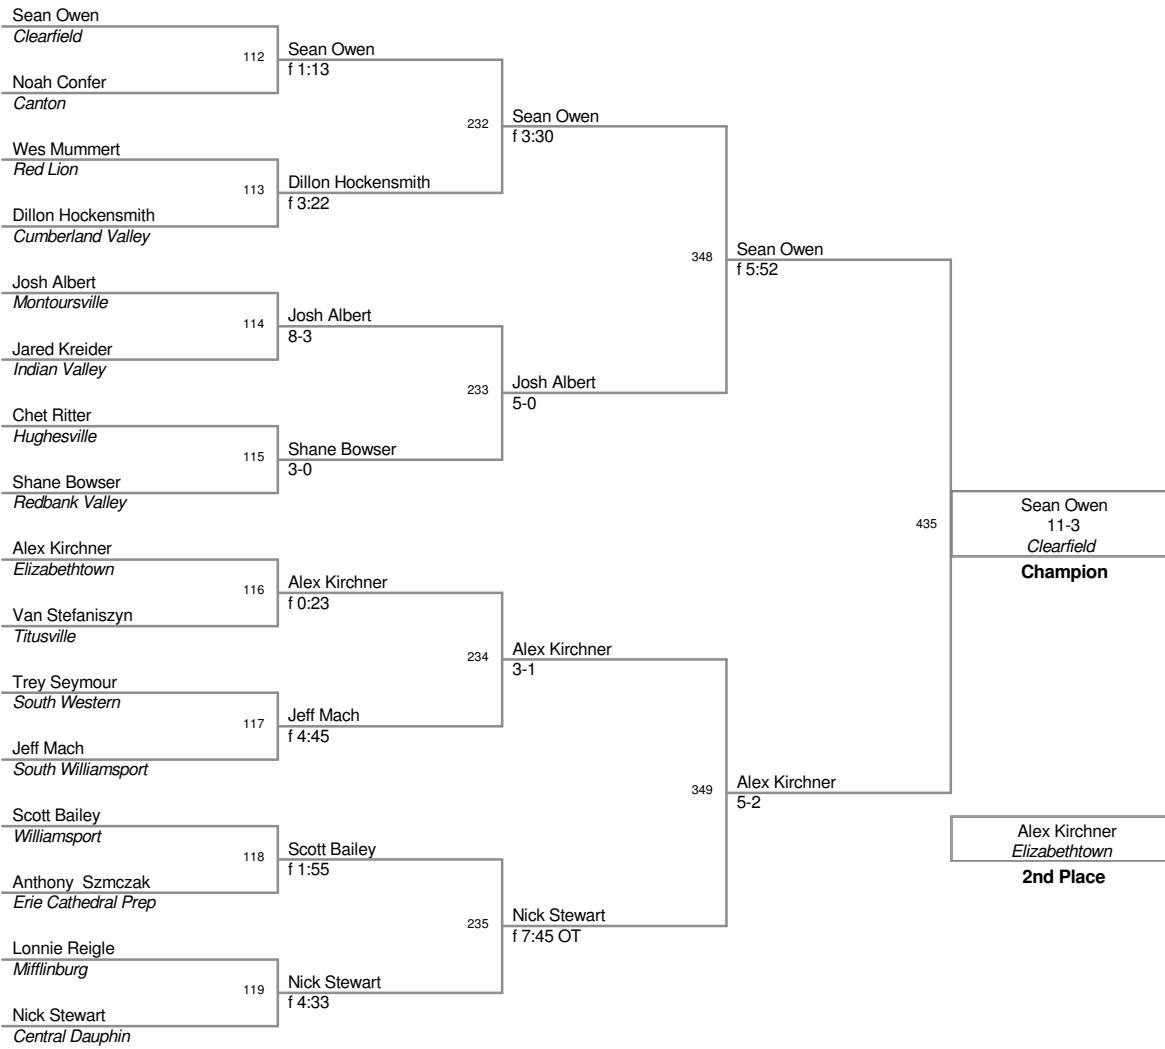 Sean Owen
Clearfield
112
Noah Confer
Canton
Sean Owen
f 1:13
Wes Mummert
Red Lion
113
Dillon Hockensmith
Cumberland Valley
Dillon Hockensmith
f 3:22
232
Sean Owen
f 3:30
Josh Albert
Montoursville
114
Jared Kreider
Indian Valley
Josh Albert
8-3
Chet Ritter
Hughesville
115
Shane Bowser
Redbank Valley
Shane Bowser
3-0
233
Josh Albert
5-0
348
Sean Owen
f 5:52
Alex Kirchner
Elizabethtown
116
Van Stefaniszyn
Titusville
Alex Kirchner
f 0:23
Trey Seymour
South Western
117
Jeff Mach
South Williamsport
Jeff Mach
f 4:45
234
Alex Kirchner
3-1
Scott Bailey
Williamsport
118
Anthony  Szmczak
Erie Cathedral Prep
Scott Bailey
f 1:55
Lonnie Reigle
Mifflinburg
119
Nick Stewart
Central Dauphin
Nick Stewart
f 4:33
235
Nick Stewart
f 7:45 OT
349
Alex Kirchner
5-2
435
Sean Owen
11-3
Clearfield
Champion
Alex Kirchner
Elizabethtown
2nd Place